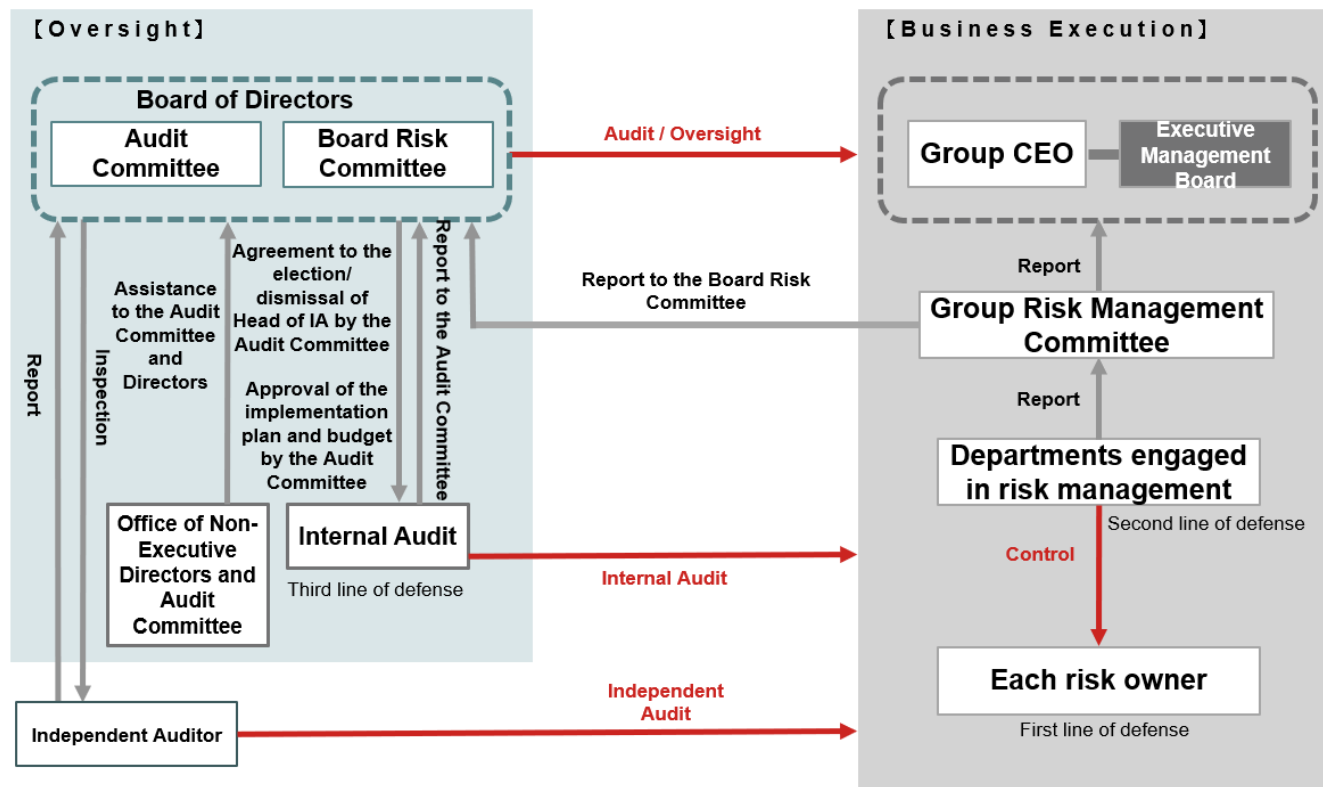 【Oversight】
Board of Directors
Audit
Committee
Board Risk
Committee
Audit / Oversight
【Business Execution】
Group CEO
Executive
Management
Board
Report
Inspection
Assistance
to the Audit
Committee
and
Directors
Agreement to the
election/
dismissal of
Head of IA by the
Audit Committee
Approval of the
implementation
plan and budget
by the Audit
Committee
Report to the Audit Committee
Report to the Board Risk
Committee
Report
Group Risk Management
Committee
Report
Departments engaged
in risk management
Second line of defense
Control
Office of Non-
Executive
Directors and
Audit
Committee
Internal Audit
Third line of defense
Internal Audit
Each risk owner
First line of defense
Independent Auditor
Independent
Audit